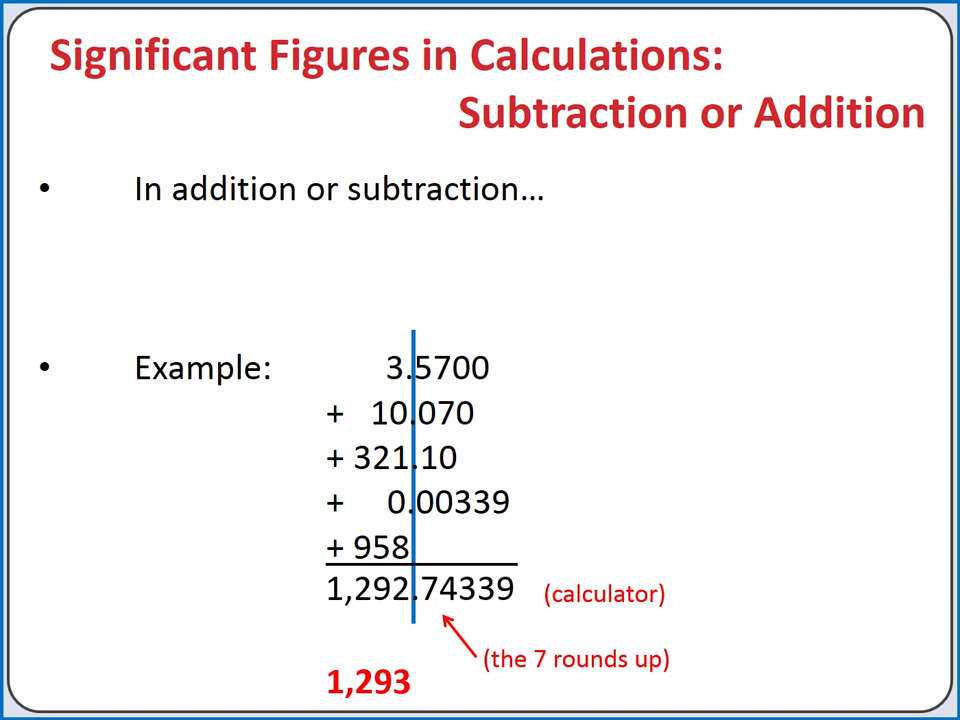 Significant Figures in Calculations:
Subtraction or Addition
• In addition or subtraction...
• Example: 3.5700
+ 10.070
+ 321.10
+ 0.00339
+ 958
1,292.74339 (calculator)
(the 7 rounds up)
1,293